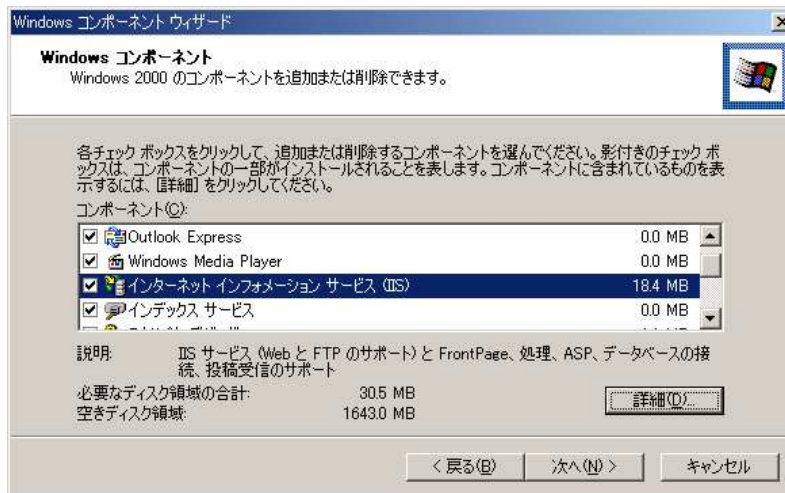 Windows コンポーネント ウィザード
Windows コンポーネント
Windows 2000 のコンポーネントを追加または削除できます。
各チェック ボックスをクリックして、追加または削除するコンポーネントを選んでください。影付きのチェック ボ
ックスは、コンポーネントの一部がインストールされることを表します。コンポーネントに含まれているものを表
示するには、[詳細] をクリックしてください。
コンポーネント(C):
Outlook Express 0.0 MB
Windows Media Player 0.0 MB
インターネット インフォメーション サービス (IIS) 18.4 MB
インデックス サービス 0.0 MB
説明: IIS サービス (Web と FTP のサポート) と FrontPage、処理、ASP、データベースの接
続、投稿受信のサポート
必要なディスク領域の合計: 30.5 MB
空きディスク領域: 1643.0 MB
詳細(D)...
< 戻る(B)
次へ(N) >
キャンセル